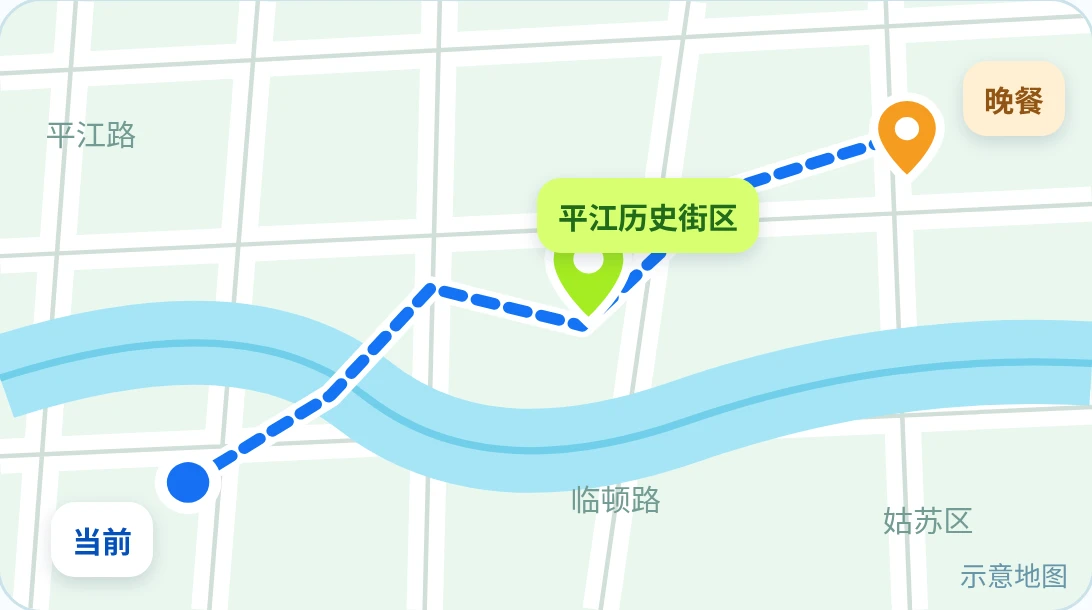 晚餐
平江路
平江历史街区
临顿路
姑苏区
当前
示意地图